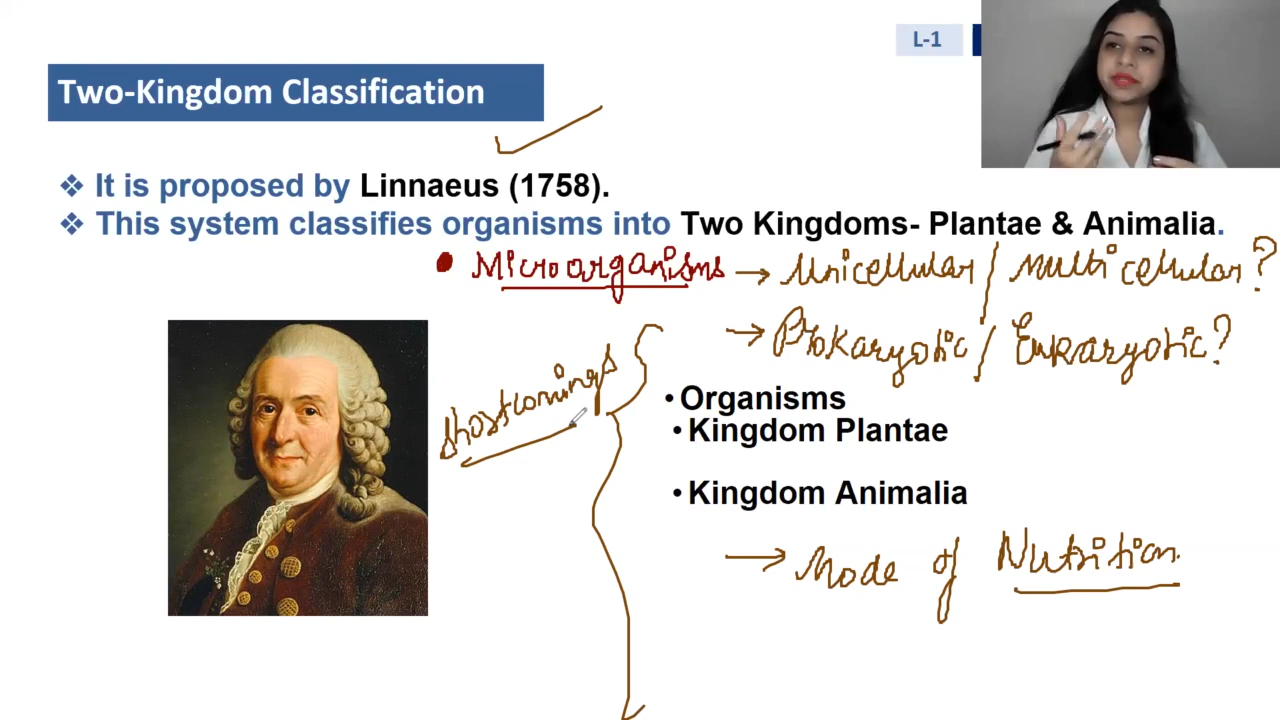 L-1
Two-Kingdom Classification
❖ It is proposed by Linnaeus (1758).
❖ This system classifies organisms into Two Kingdoms- Plantae & Animalia.
• Microorganisms → Unicellular / Multicellular?
→ Prokaryotic / Eukaryotic?
Shortcomings
• Organisms
• Kingdom Plantae
• Kingdom Animalia
→ Mode of Nutrition